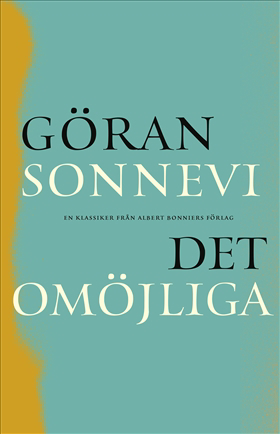 GÖRAN
SONNEVI
EN KLASSIKER FRÅN ALBERT BONNIERS FÖRLAG
DET
OMÖJLIGA